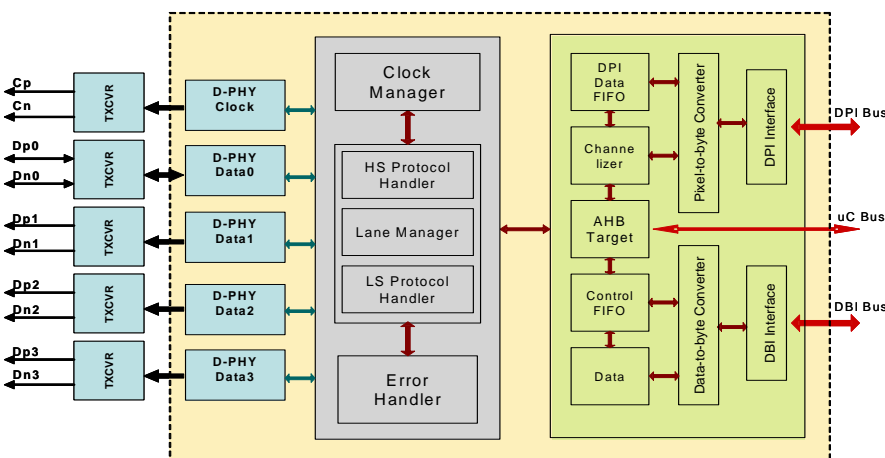 Cp
Cn
TXCVR
D-PHY
Clock
Dp0
Dn0
TXCVR
D-PHY
Data0
Dp1
Dn1
TXCVR
D-PHY
Data1
Dp2
Dn2
TXCVR
D-PHY
Data2
Dp3
Dn3
TXCVR
D-PHY
Data3
Clock
Manager
HS Protocol
Handler
Lane Manager
LS Protocol
Handler
Error
Handler
DPI
Data
FIFO
Channe
lizer
AHB
Target
Control
FIFO
Data
Pixel-to-byte Converter
Data-to-byte Converter
DPI Interface
DBI Interface
DPI Bus
uC Bus
DBI Bus